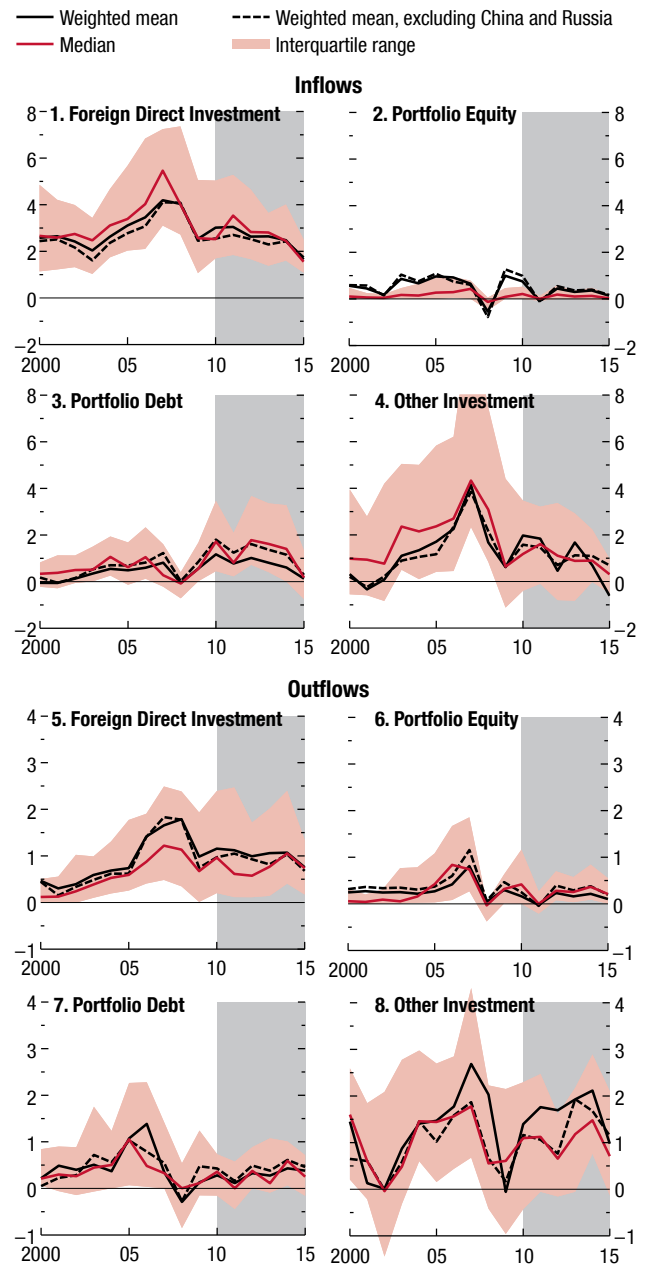 Weighted mean
Weighted mean, excluding China and Russia
Median
Interquartile range
Inflows
1. Foreign Direct Investment
8
6
4
2
0
−2
2000 05 10 15
2. Portfolio Equity
8
6
4
2
0
−2
2000 05 10 15
3. Portfolio Debt
8
6
4
2
0
−2
2000 05 10 15
4. Other Investment
8
6
4
2
0
−2
2000 05 10 15
Outflows
5. Foreign Direct Investment
4
3
2
1
0
−1
2000 05 10 15
6. Portfolio Equity
4
3
2
1
0
−1
2000 05 10 15
7. Portfolio Debt
4
3
2
1
0
−1
2000 05 10 15
8. Other Investment
4
3
2
1
0
−1
2000 05 10 15